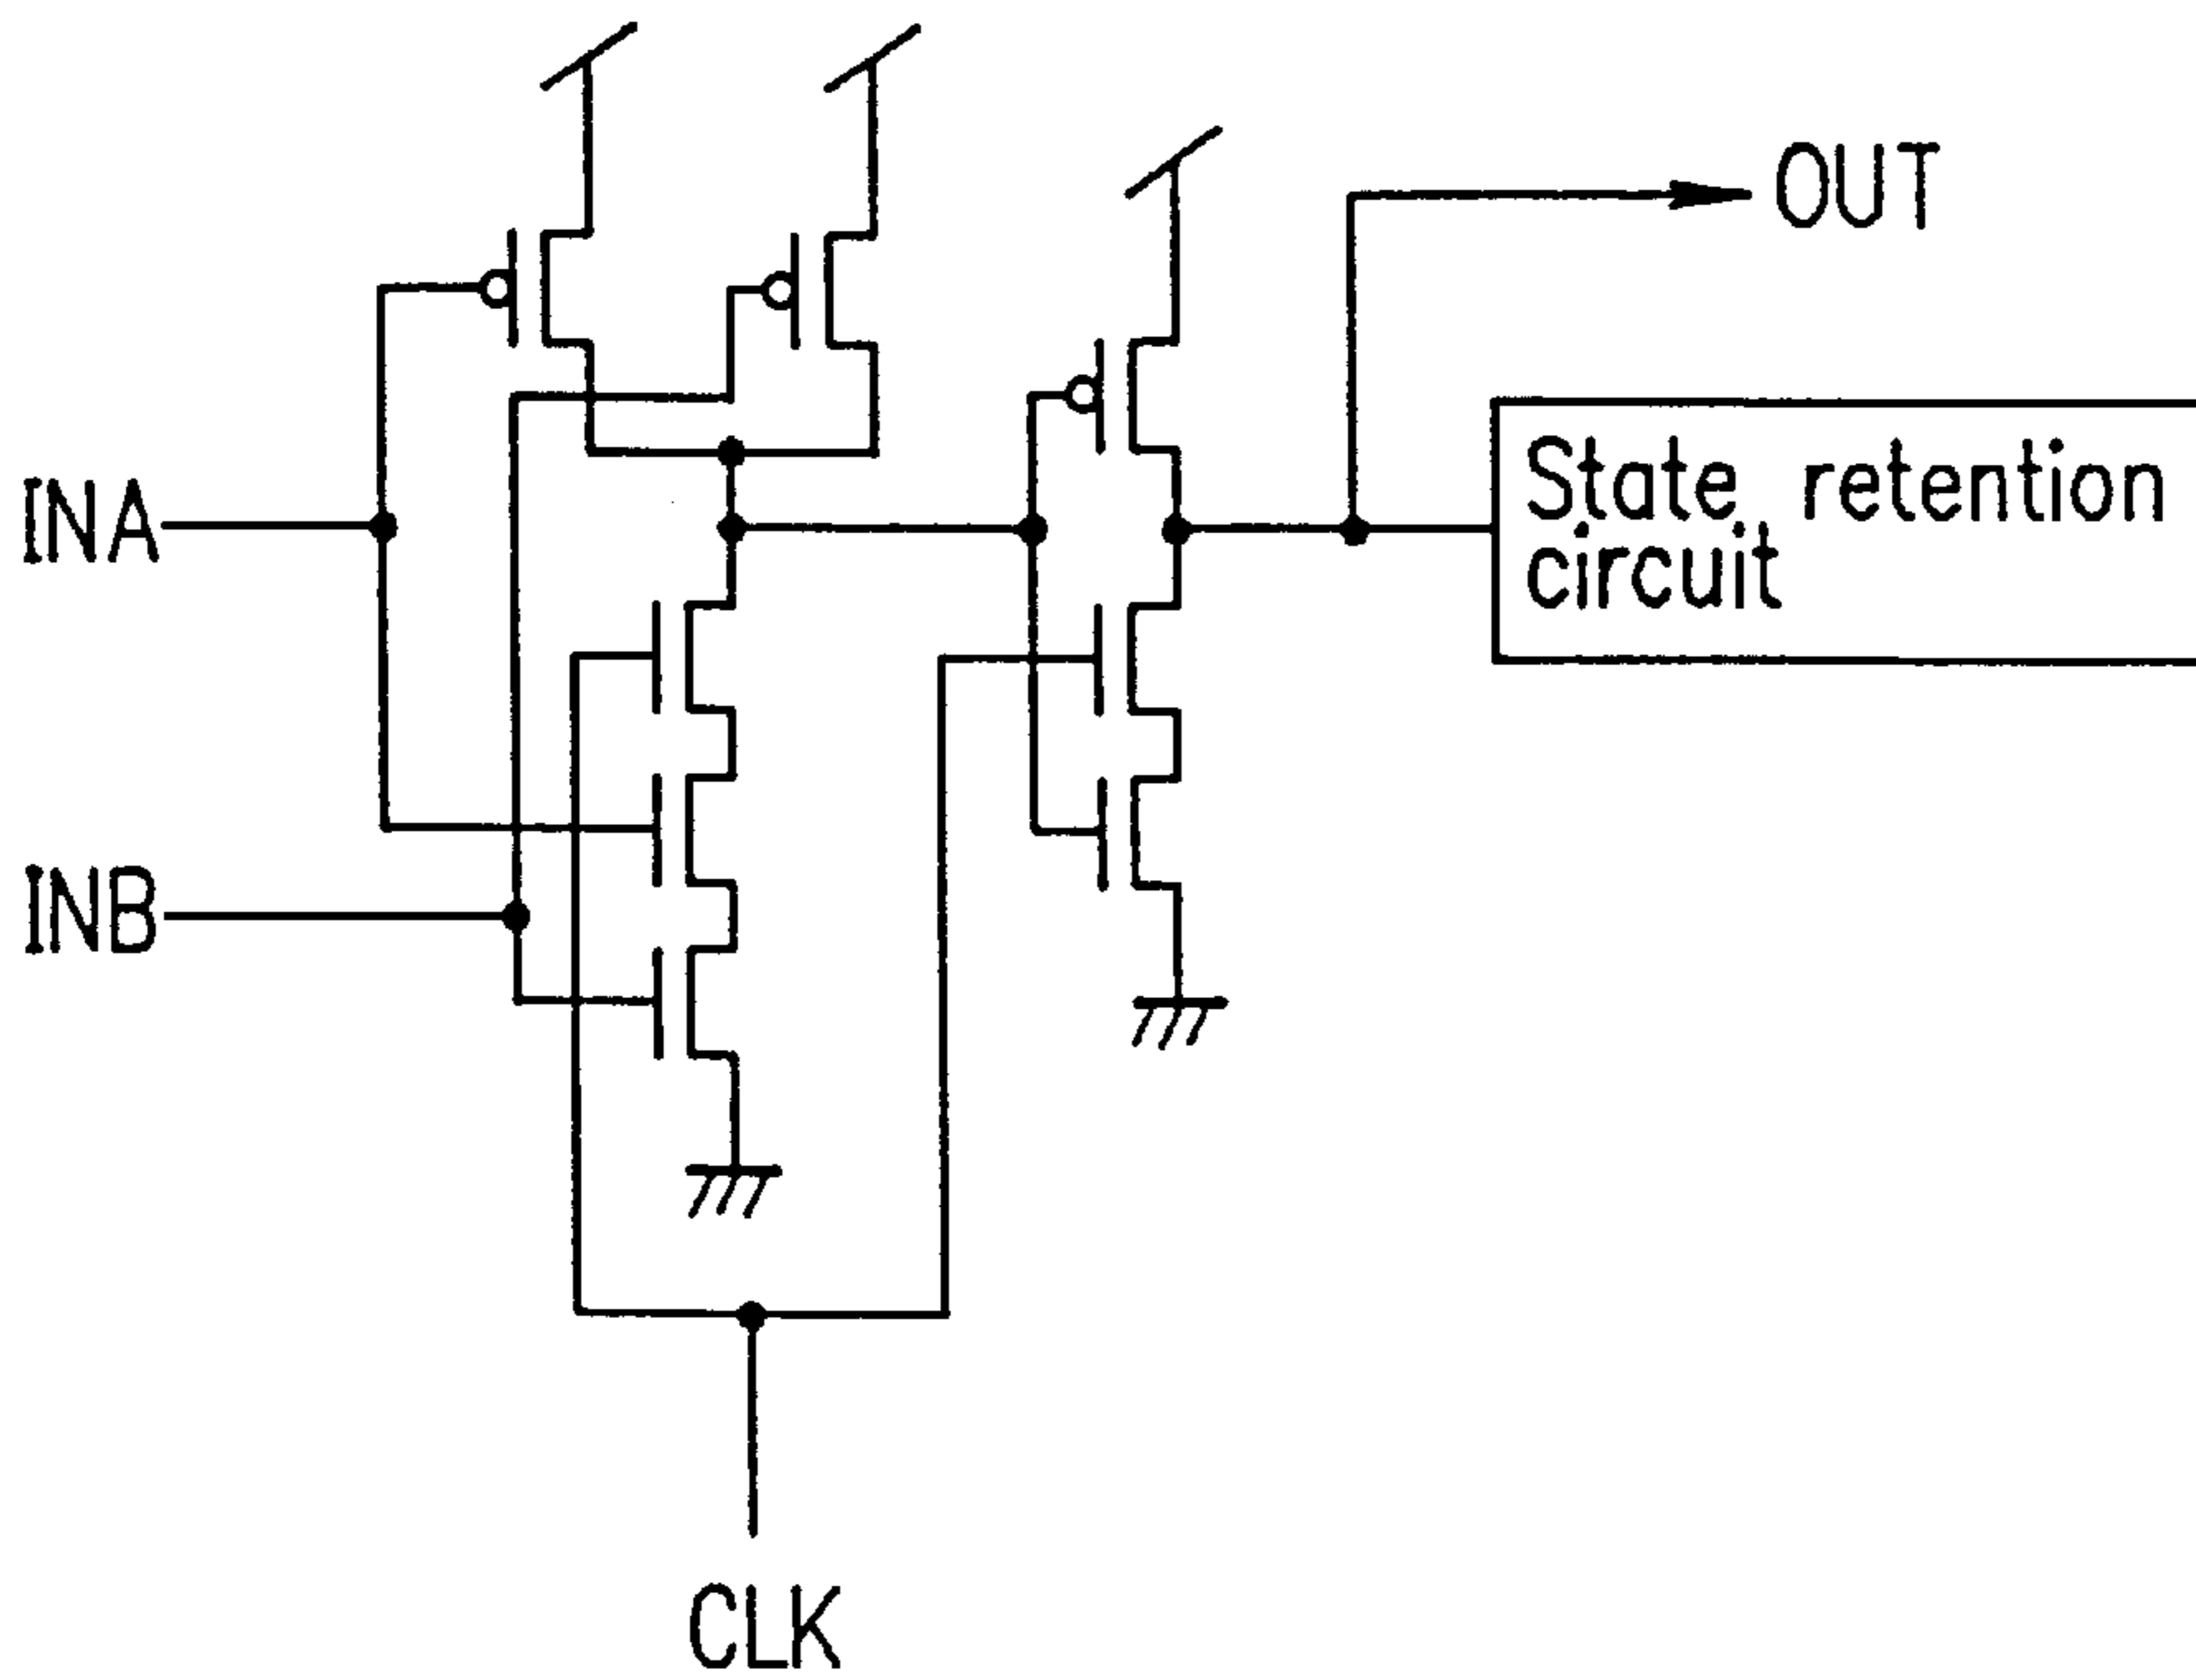 OUT
State retention
circuit
INA
INB
CLK